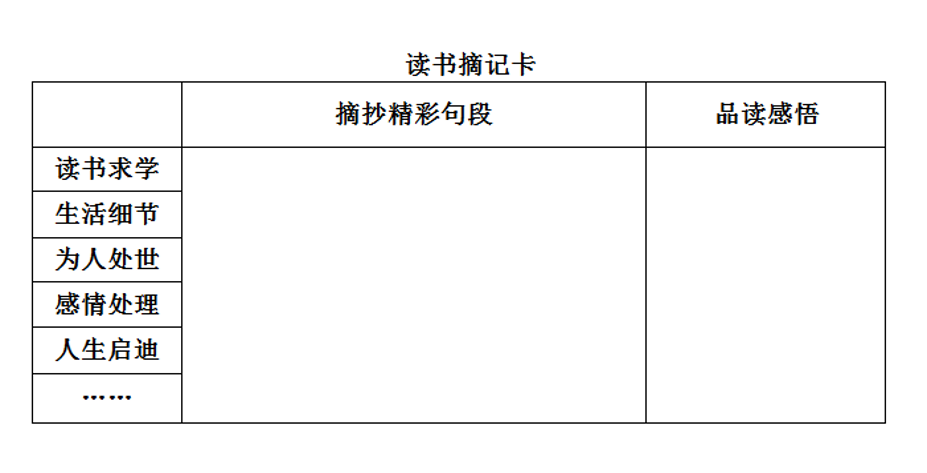 读书摘记卡
摘抄精彩句段
品读感悟
读书求学
生活细节
为人处世
感情处理
人生启迪
……